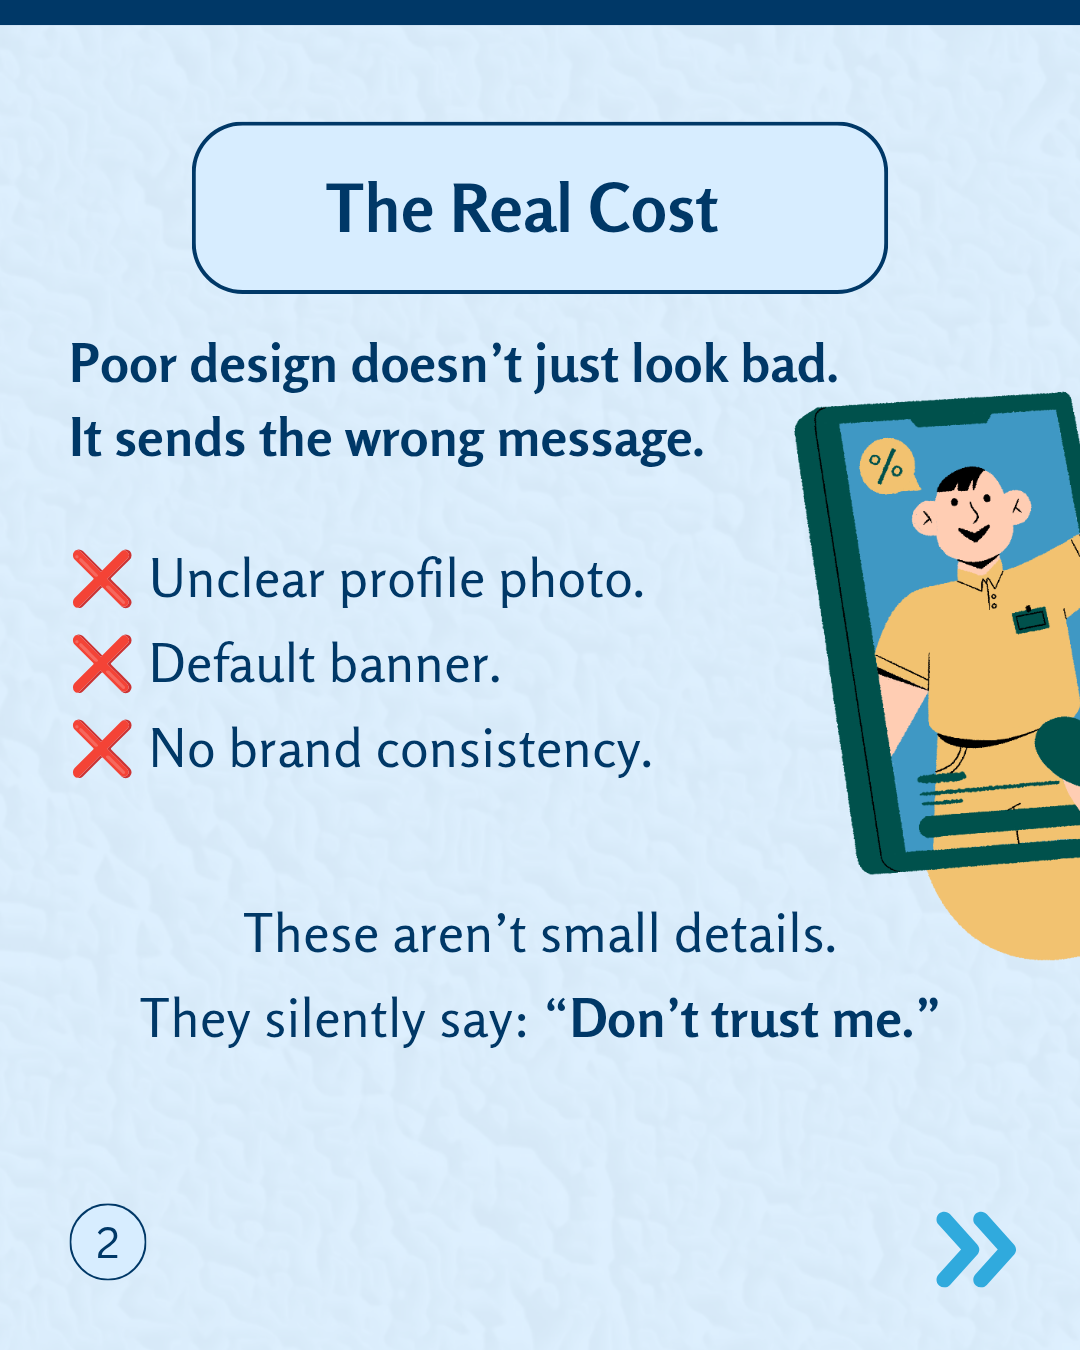 The Real Cost
Poor design doesn’t just look bad.
It sends the wrong message.
%
❌ Unclear profile photo.
❌ Default banner.
❌ No brand consistency.
These aren’t small details.
They silently say: “Don’t trust me.”
2